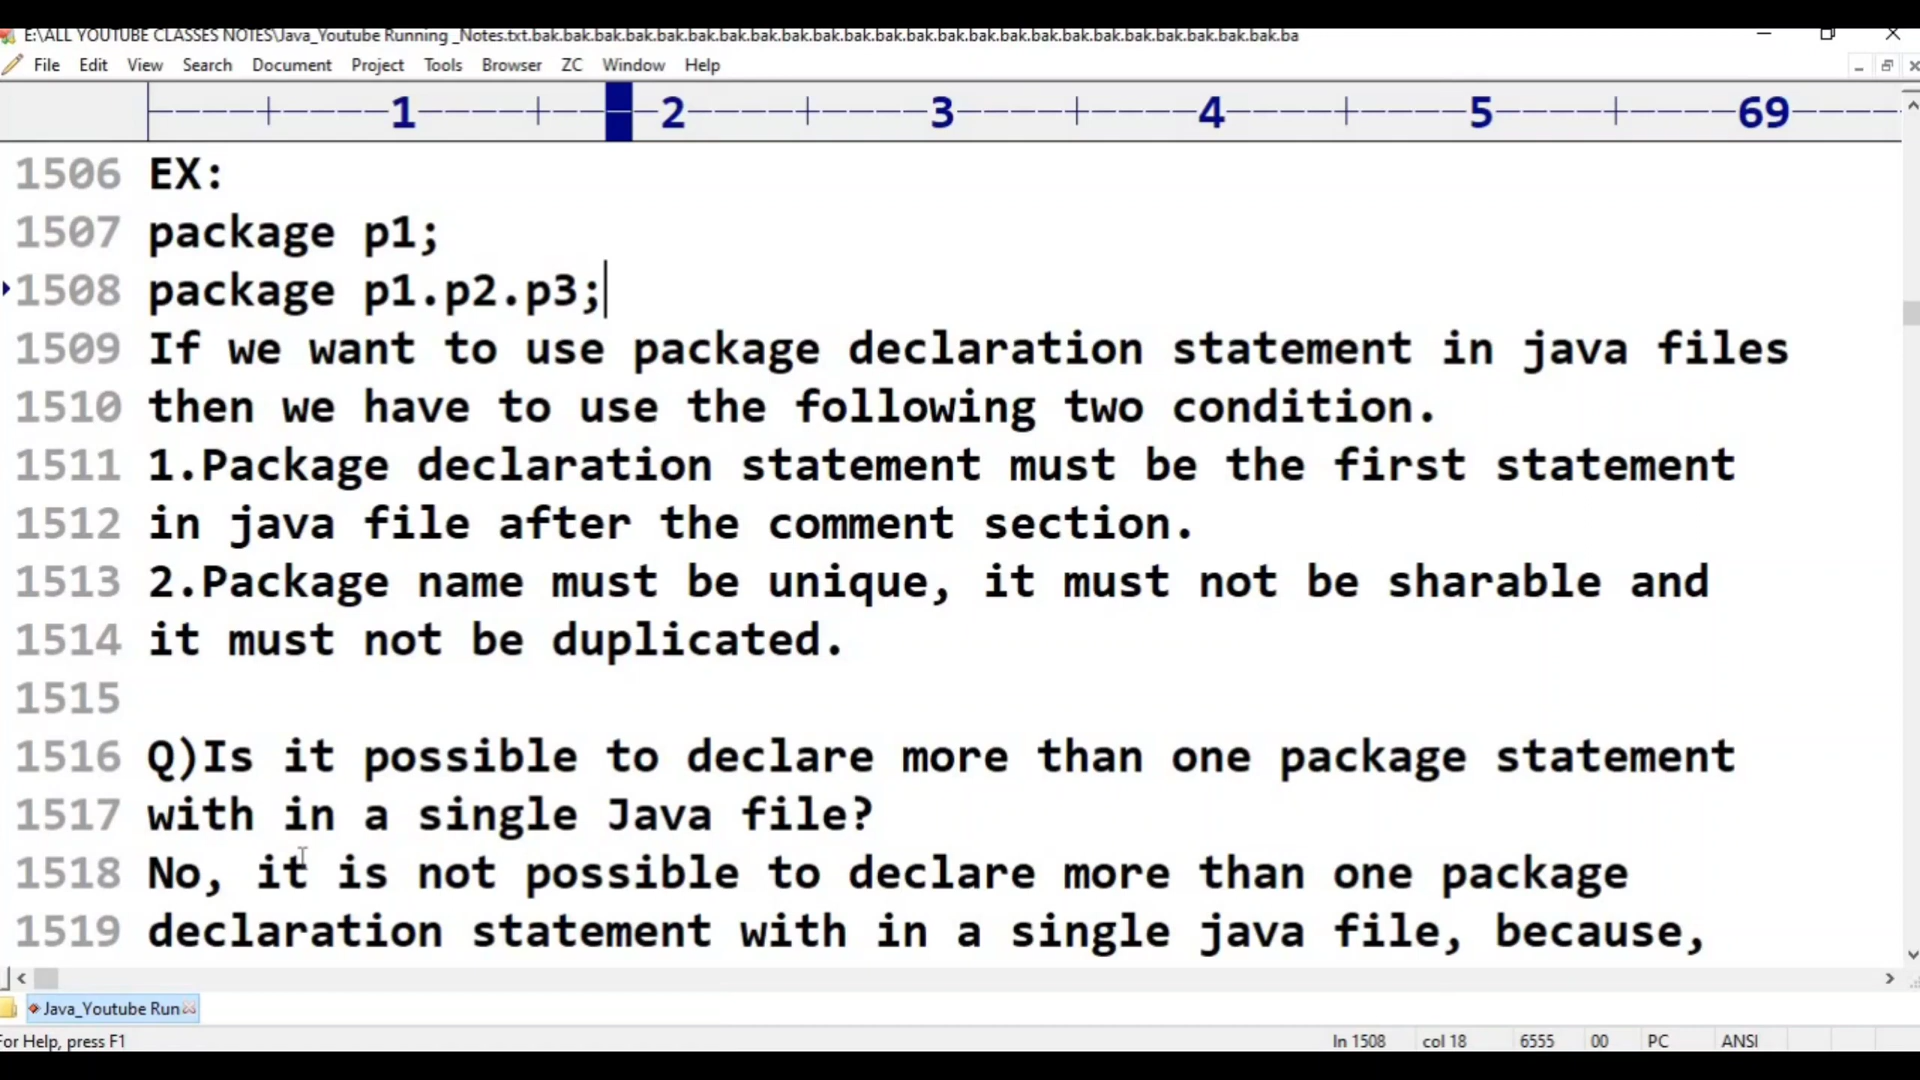 E:\ALL YOUTUBE CLASSES NOTES\Java_Youtube Running _Notes.txt.bak.bak.bak.bak.bak.bak.bak.bak.bak.bak.bak.bak.bak.bak.bak.bak.bak.bak.bak.bak.bak.bak.bak.bak.ba
File Edit View Search Document Project Tools Browser ZC Window Help
1 2 3 4 5 69
1506 EX:
1507 package p1;
1508 package p1.p2.p3;
1509 If we want to use package declaration statement in java files
1510 then we have to use the following two condition.
1511 1.Package declaration statement must be the first statement
1512 in java file after the comment section.
1513 2.Package name must be unique, it must not be sharable and
1514 it must not be duplicated.
1515
1516 Q)Is it possible to declare more than one package statement
1517 with in a single Java file?
1518 No, it is not possible to declare more than one package
1519 declaration statement with in a single java file, because,
Java_Youtube Run
For Help, press F1 ln 1508 col 18 6555 00 PC ANSI